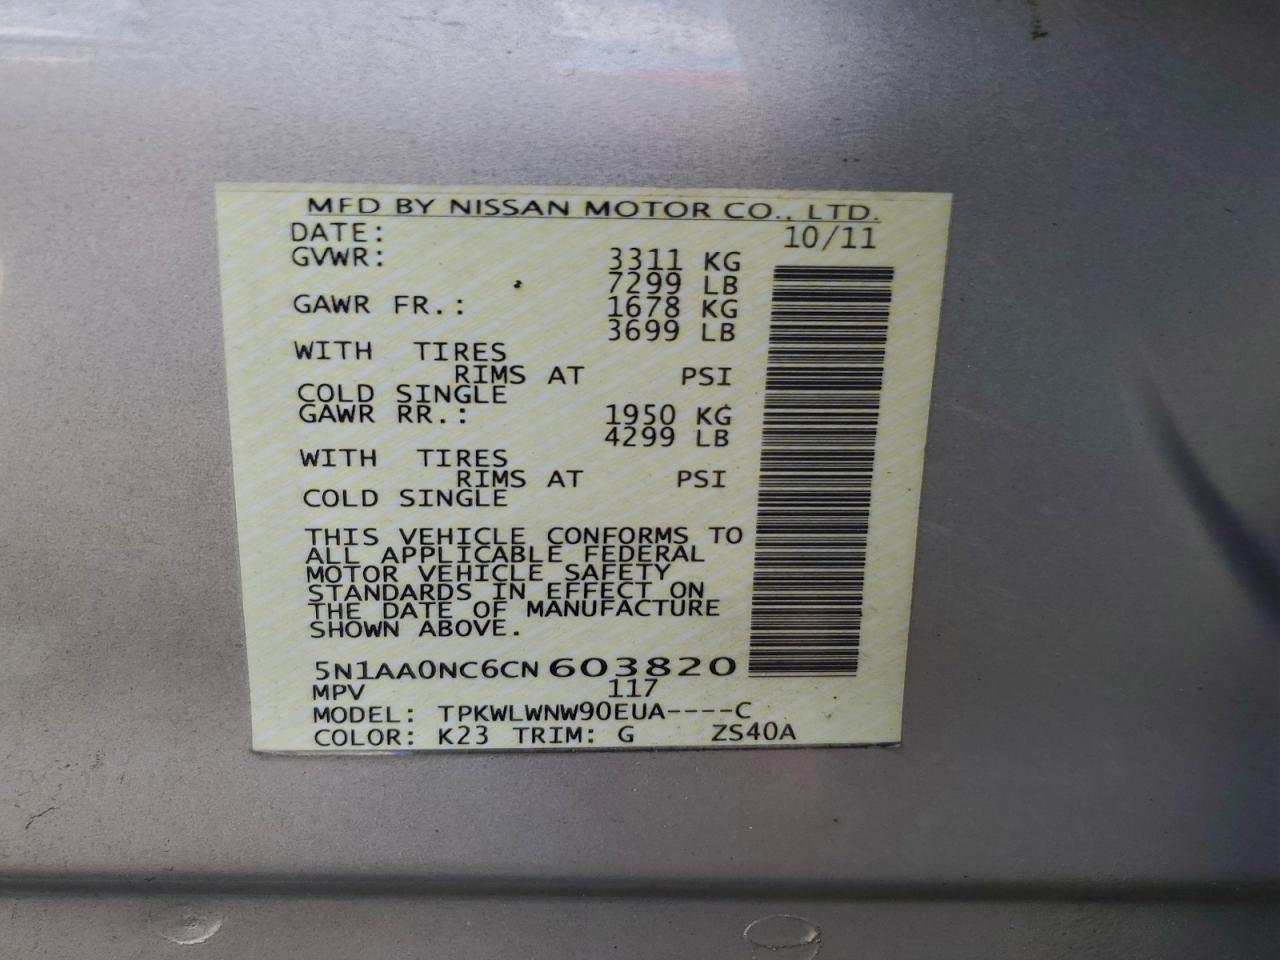 MFD BY NISSAN MOTOR CO., LTD.
DATE: 10/11
GVWR: 3311 KG
7299 LB
GAWR FR.: 1678 KG
3699 LB
WITH TIRES
RIMS AT PSI
COLD SINGLE
GAWR RR.: 1950 KG
4299 LB
WITH TIRES
RIMS AT PSI
COLD SINGLE
THIS VEHICLE CONFORMS TO
ALL APPLICABLE FEDERAL
MOTOR VEHICLE SAFETY
STANDARDS IN EFFECT ON
THE DATE OF MANUFACTURE
SHOWN ABOVE.
5N1AA0NC6CN603820
MPV 117
MODEL: TPKWLWNW90EUA----C
COLOR: K23 TRIM: G ZS40A